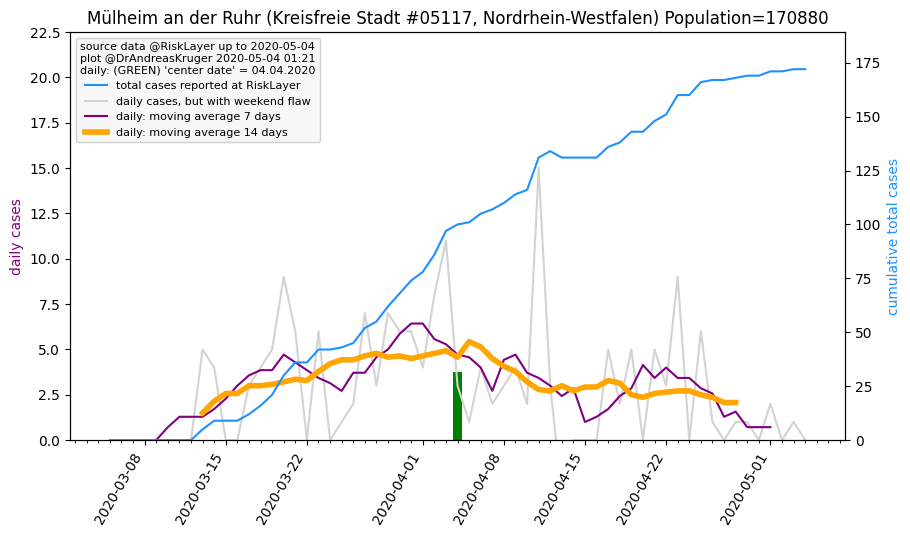 Mülheim an der Ruhr (Kreisfreie Stadt #05117, Nordrhein-Westfalen) Population=170880
source data @RiskLayer up to 2020-05-04
plot @DrAndreasKruger 2020-05-04 01:21
daily: (GREEN) 'center date' = 04.04.2020
total cases reported at RiskLayer
daily cases, but with weekend flaw
daily: moving average 7 days
daily: moving average 14 days
daily cases
22.5
20.0
17.5
15.0
12.5
10.0
7.5
5.0
2.5
0.0
cumulative total cases
175
150
125
100
75
50
25
0
2020-03-08
2020-03-15
2020-03-22
2020-04-01
2020-04-08
2020-04-15
2020-04-22
2020-05-01